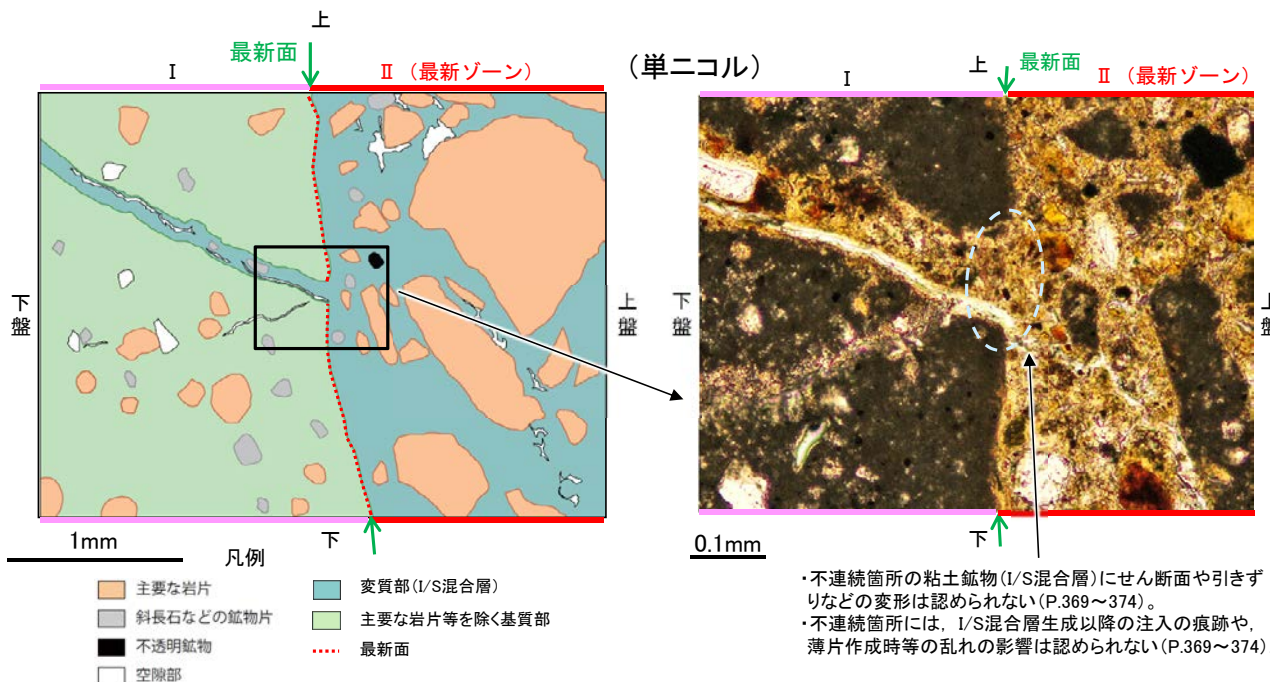 上
最新面
Ⅰ
Ⅱ (最新ゾーン)
下盤
上盤
下
1mm
凡例
主要な岩片
斜長石などの鉱物片
不透明鉱物
空隙部
変質部(I/S混合層)
主要な岩片等を除く基質部
最新面
(単ニコル)
Ⅰ
上
最新面
Ⅱ (最新ゾーン)
下盤
上盤
下
0.1mm
・不連続箇所の粘土鉱物(I/S混合層)にせん断面や引きず
りなどの変形は認められない(P.369～374)。
・不連続箇所には, I/S混合層生成以降の注入の痕跡や,
薄片作成時等の乱れの影響は認められない(P.369～374)